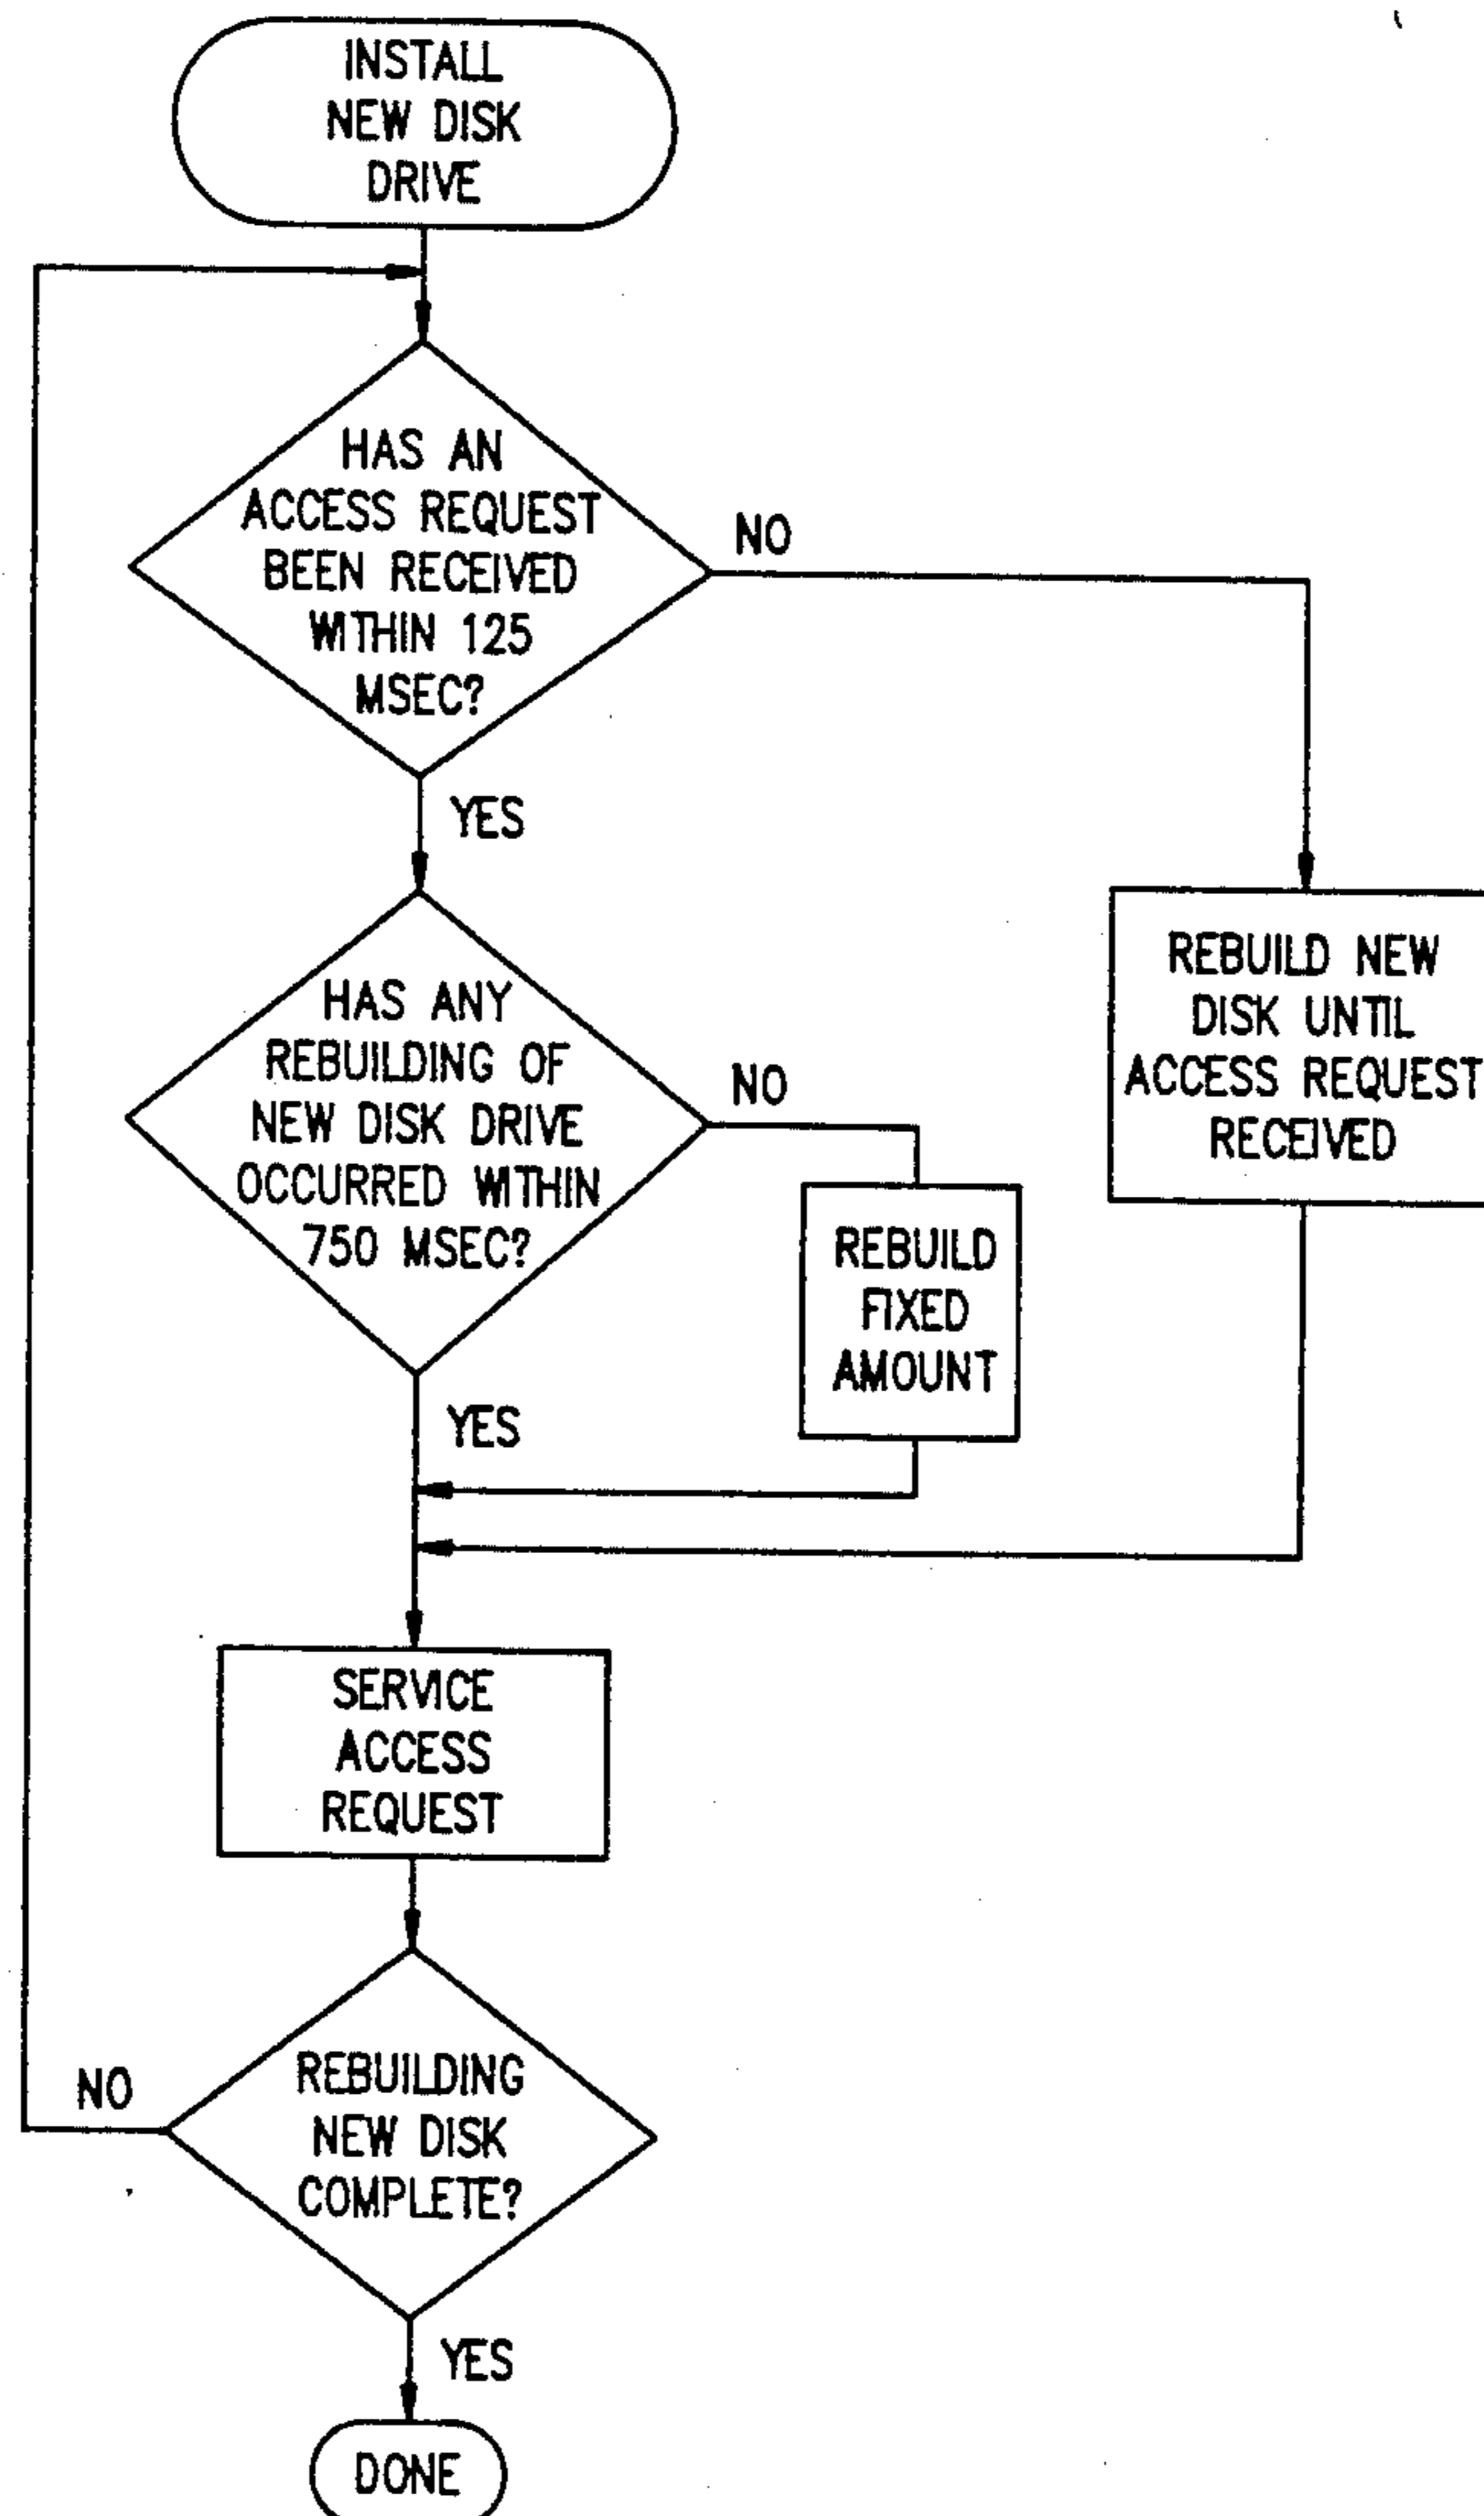 INSTALL
NEW DISK
DRIVE
HAS AN
ACCESS REQUEST
BEEN RECEIVED
WITHIN 125
MSEC?
NO
YES
REBUILD NEW
DISK UNTIL
ACCESS REQUEST
RECEIVED
HAS ANY
REBUILDING OF
NEW DISK DRIVE
OCCURRED WITHIN
750 MSEC?
NO
REBUILD
FIXED
AMOUNT
YES
SERVICE
ACCESS
REQUEST
REBUILDING
NEW DISK
COMPLETE?
NO
YES
DONE